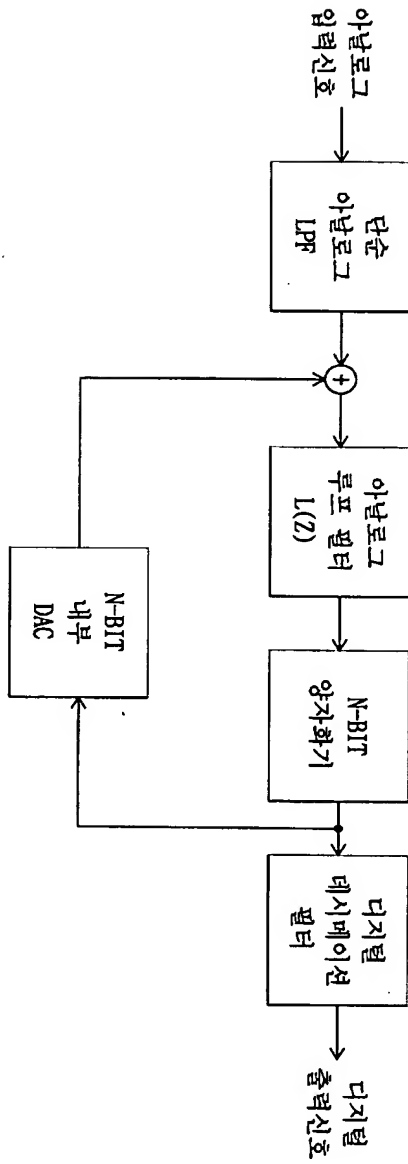 아날로그
입력신호
단순
아날로그
LPF
+
아날로그
루프 필터
L(Z)
N-BIT
양자화기
디지털
데시메이션
필터
디지털
출력신호
N-BIT
내부
DAC